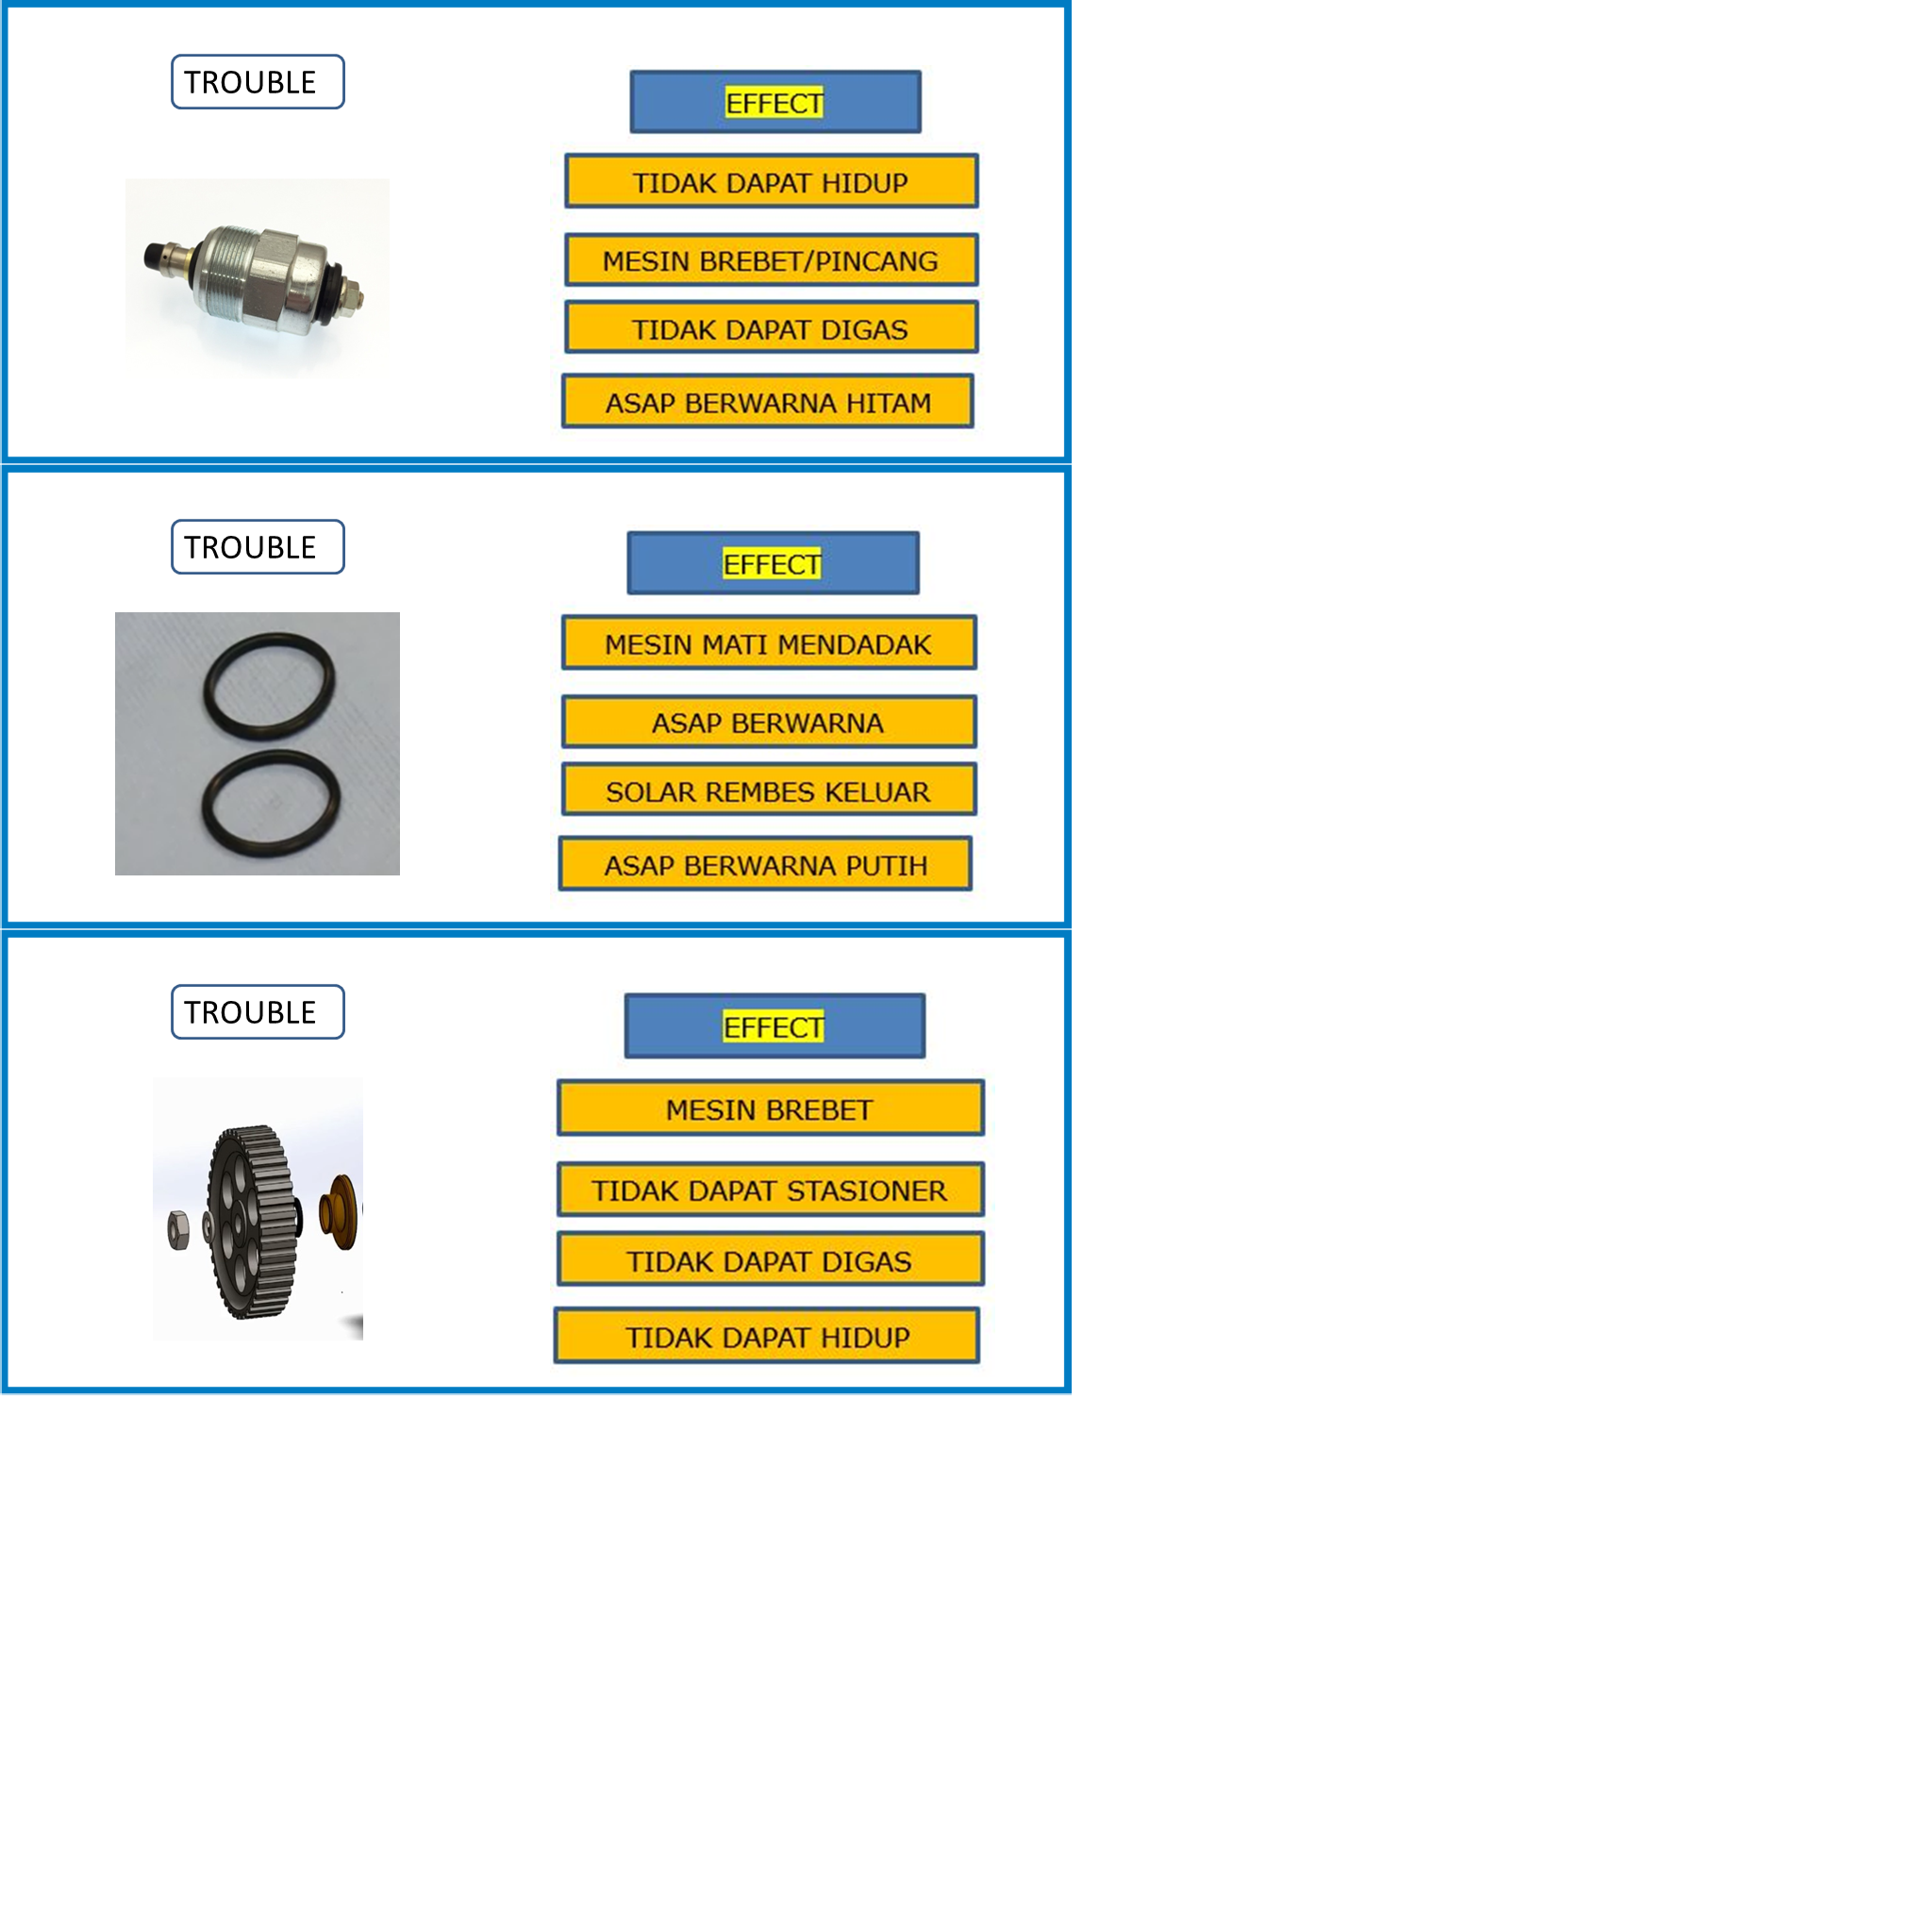 TROUBLE
EFFECT
TIDAK DAPAT HIDUP
MESIN BREBET/PINCANG
TIDAK DAPAT DIGAS
ASAP BERWARNA HITAM
TROUBLE
EFFECT
MESIN MATI MENDADAK
ASAP BERWARNA
SOLAR REMBES KELUAR
ASAP BERWARNA PUTIH
TROUBLE
EFFECT
MESIN BREBET
TIDAK DAPAT STASIONER
TIDAK DAPAT DIGAS
TIDAK DAPAT HIDUP